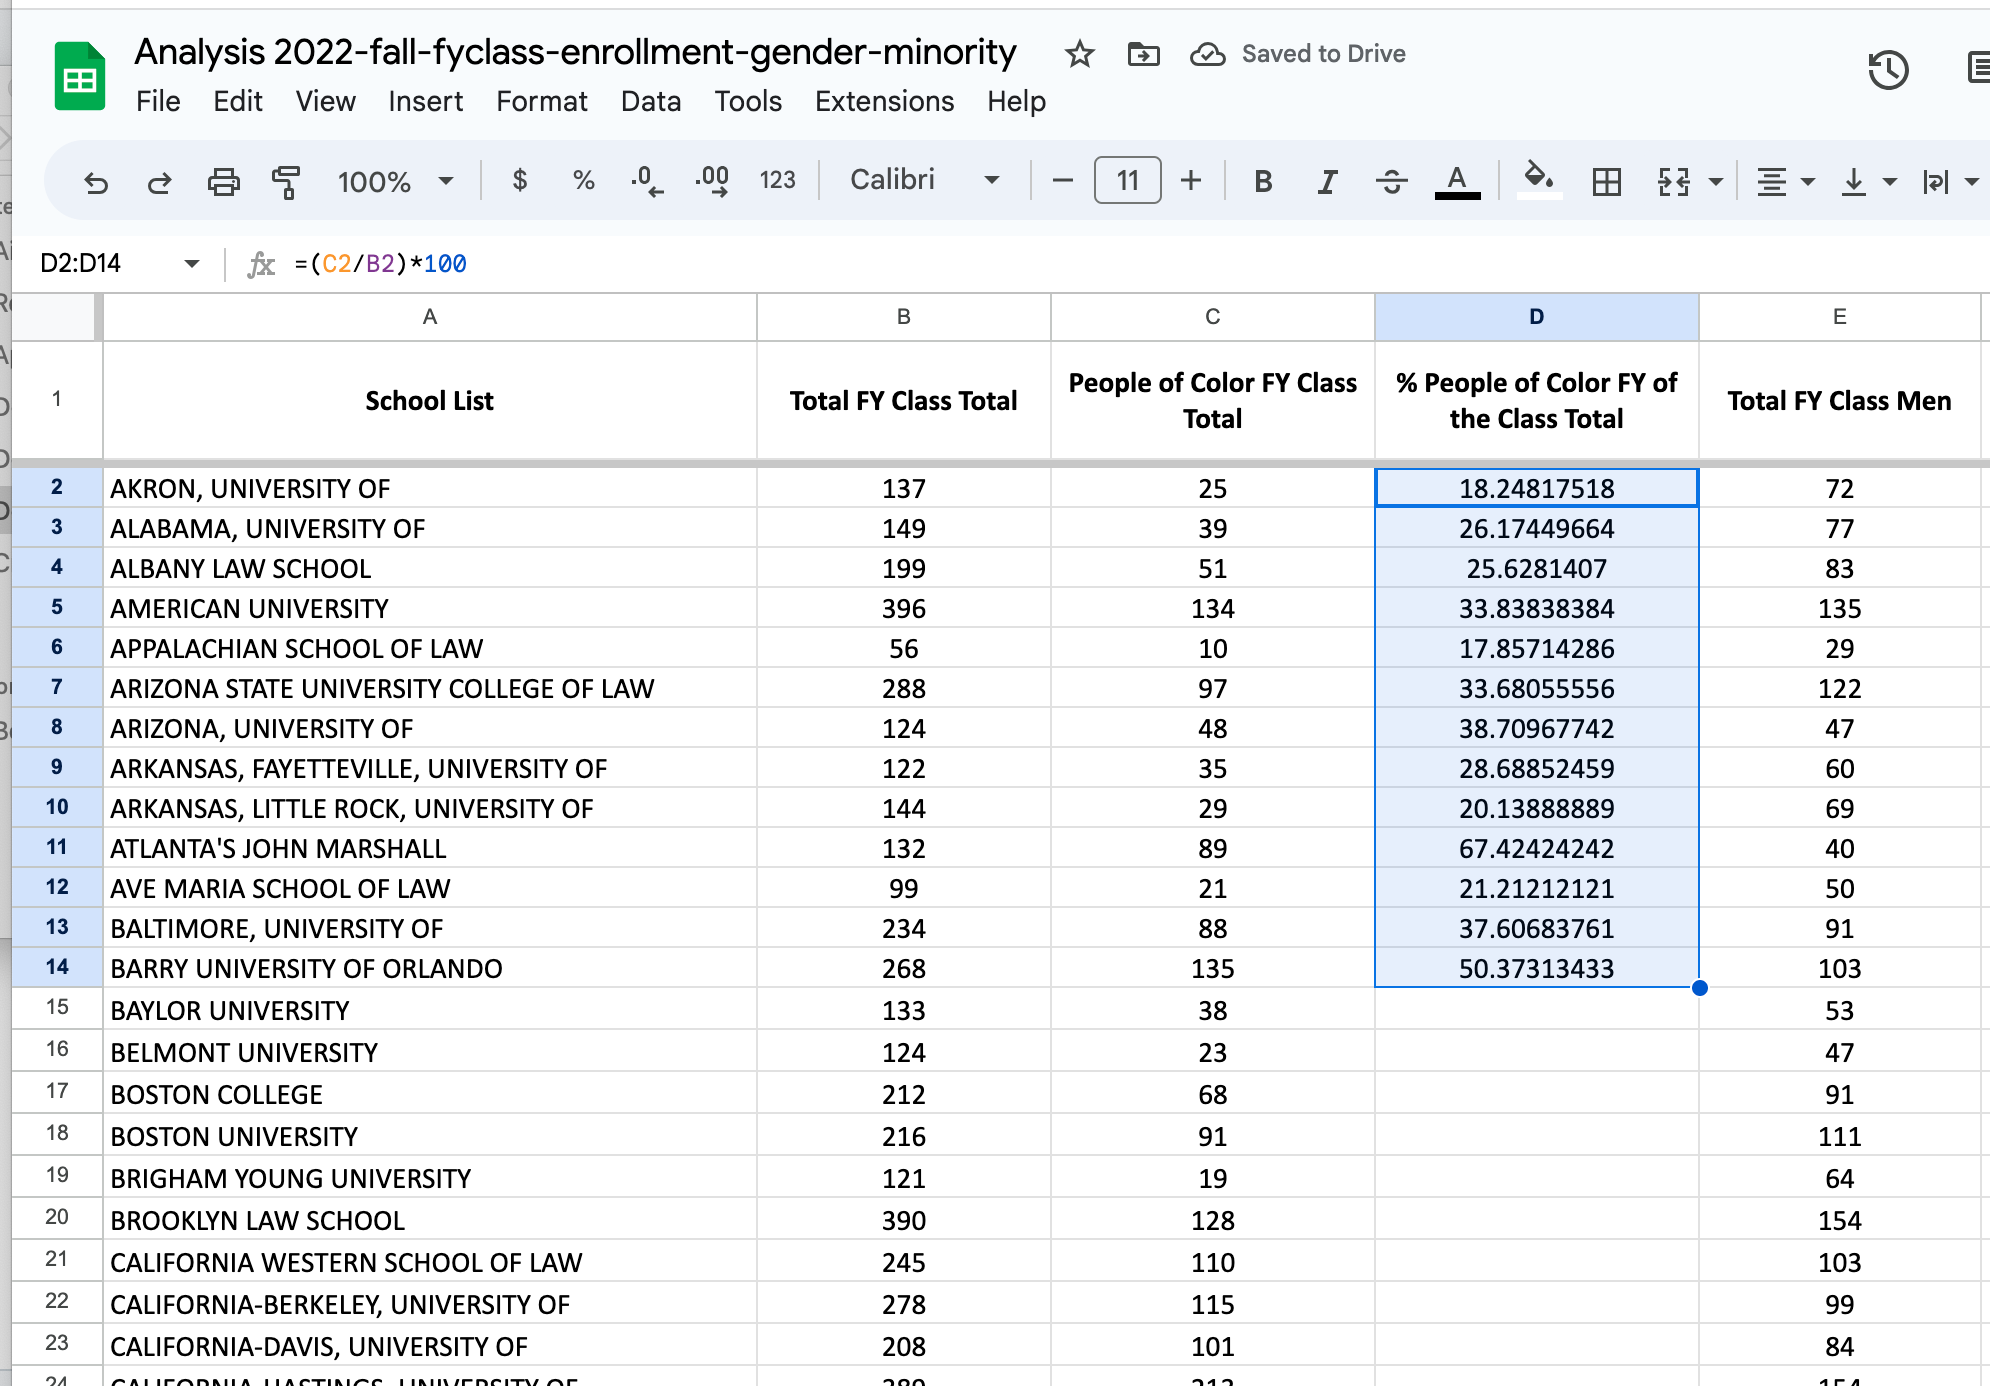 Analysis 2022-fall-fyclass-enrollment-gender-minority Saved to Drive
File Edit View Insert Format Data Tools Extensions Help
100% $ % .0 .00 123 Calibri 11 B I A
D2:D14 fx =(C2/B2)*100
A B C D E
1 School List Total FY Class Total People of Color FY Class Total % People of Color FY of the Class Total Total FY Class Men
2 AKRON, UNIVERSITY OF 137 25 18.24817518 72
3 ALABAMA, UNIVERSITY OF 149 39 26.17449664 77
4 ALBANY LAW SCHOOL 199 51 25.6281407 83
5 AMERICAN UNIVERSITY 396 134 33.83838384 135
6 APPALACHIAN SCHOOL OF LAW 56 10 17.85714286 29
7 ARIZONA STATE UNIVERSITY COLLEGE OF LAW 288 97 33.68055556 122
8 ARIZONA, UNIVERSITY OF 124 48 38.70967742 47
9 ARKANSAS, FAYETTEVILLE, UNIVERSITY OF 122 35 28.68852459 60
10 ARKANSAS, LITTLE ROCK, UNIVERSITY OF 144 29 20.13888889 69
11 ATLANTA'S JOHN MARSHALL 132 89 67.42424242 40
12 AVE MARIA SCHOOL OF LAW 99 21 21.21212121 50
13 BALTIMORE, UNIVERSITY OF 234 88 37.60683761 91
14 BARRY UNIVERSITY OF ORLANDO 268 135 50.37313433 103
15 BAYLOR UNIVERSITY 133 38 53
16 BELMONT UNIVERSITY 124 23 47
17 BOSTON COLLEGE 212 68 91
18 BOSTON UNIVERSITY 216 91 111
19 BRIGHAM YOUNG UNIVERSITY 121 19 64
20 BROOKLYN LAW SCHOOL 390 128 154
21 CALIFORNIA WESTERN SCHOOL OF LAW 245 110 103
22 CALIFORNIA-BERKELEY, UNIVERSITY OF 278 115 99
23 CALIFORNIA-DAVIS, UNIVERSITY OF 208 101 84
24 CALIFORNIA-HASTINGS, UNIVERSITY OF